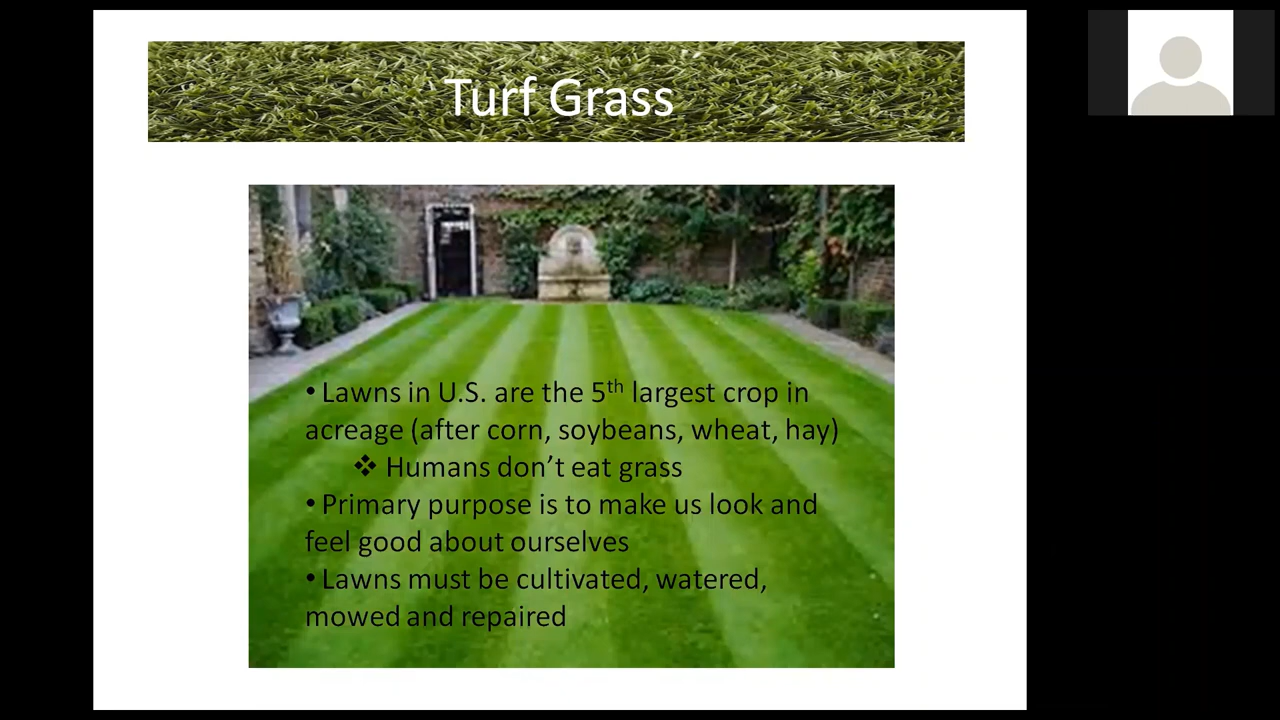 Turf Grass
• Lawns in U.S. are the 5th largest crop in
acreage (after corn, soybeans, wheat, hay)
❖ Humans don’t eat grass
• Primary purpose is to make us look and
feel good about ourselves
• Lawns must be cultivated, watered,
mowed and repaired